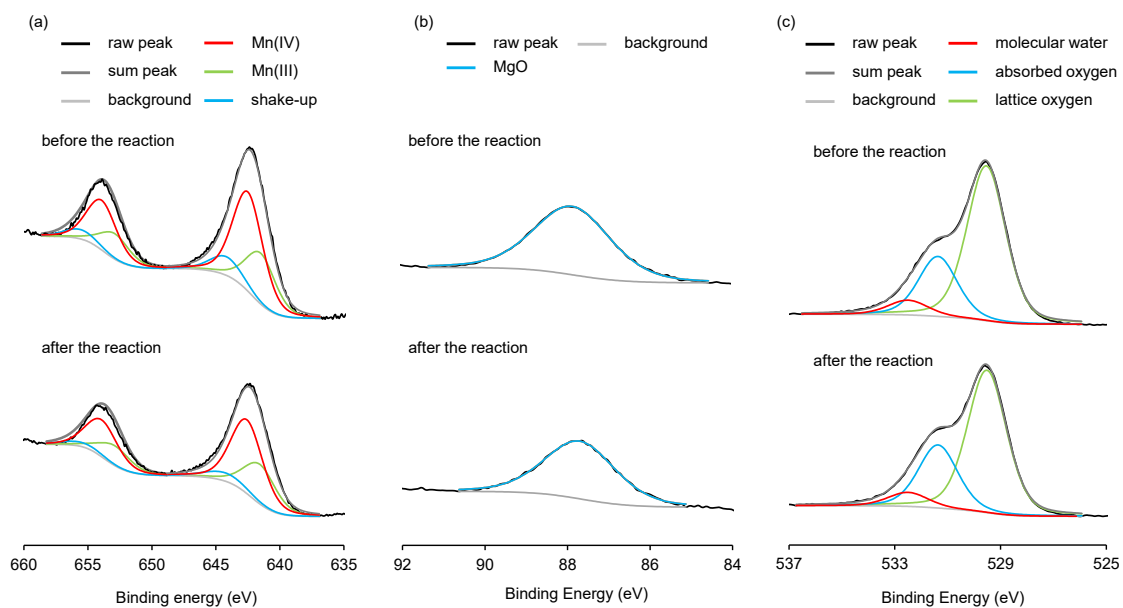 (a)
raw peak
Mn(IV)
sum peak
Mn(III)
background
shake-up
before the reaction
after the reaction
660
655
650
645
640
635
Binding energy (eV)
(b)
raw peak
background
MgO
before the reaction
after the reaction
92
90
88
86
84
Binding Energy (eV)
(c)
raw peak
molecular water
sum peak
absorbed oxygen
background
lattice oxygen
before the reaction
after the reaction
537
533
529
525
Binding Energy (eV)